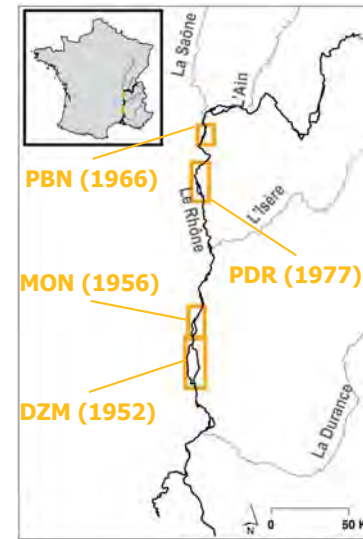 La Saône
L'Ain
PBN (1966)
Le Rhône
L'Isère
PDR (1977)
MON (1956)
DZM (1952)
La Durance
N
0 50 K